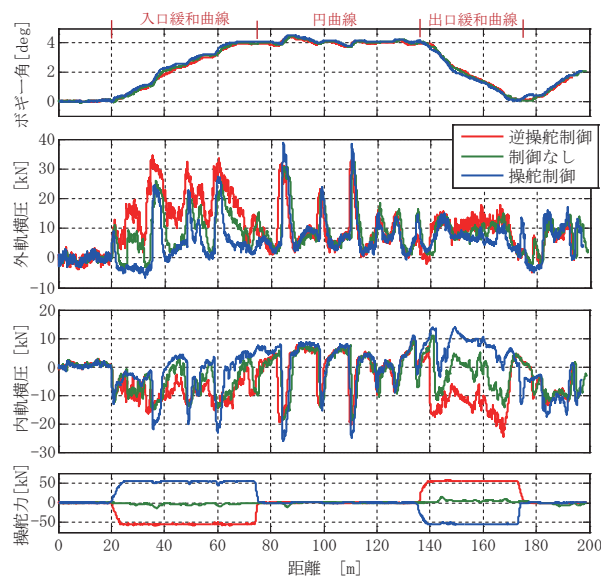 入口緩和曲線 円曲線 出口緩和曲線
ボギー角[deg]
4
2
0
逆操舵制御
制御なし
操舵制御
外軌横圧 [kN]
40
30
20
10
0
-10
内軌横圧 [kN]
20
10
0
-10
-20
-30
操舵力[kN]
50
0
-50
0 20 40 60 80 100 120 140 160 180 200
距離 [m]